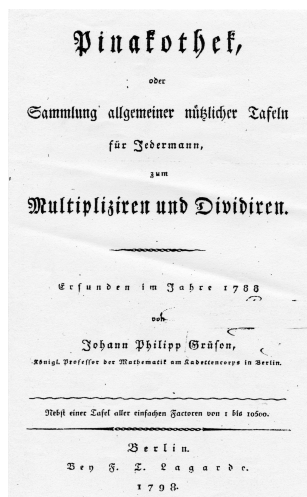 Pinakothek,
oder
Sammlung allgemeiner nützlicher Tafeln
für Jedermann,
zum
Multipliziren und Dividiren.
Erfunden im Jahre 1788
von
Johann Philipp Grüson,
Königl. Professor der Mathematik am Kadettencorps in Berlin.
Nebst einer Tafel aller einfachen Factoren von 1 bis 10500.
Berlin.
Bey F. T. Lagarde.
1798.